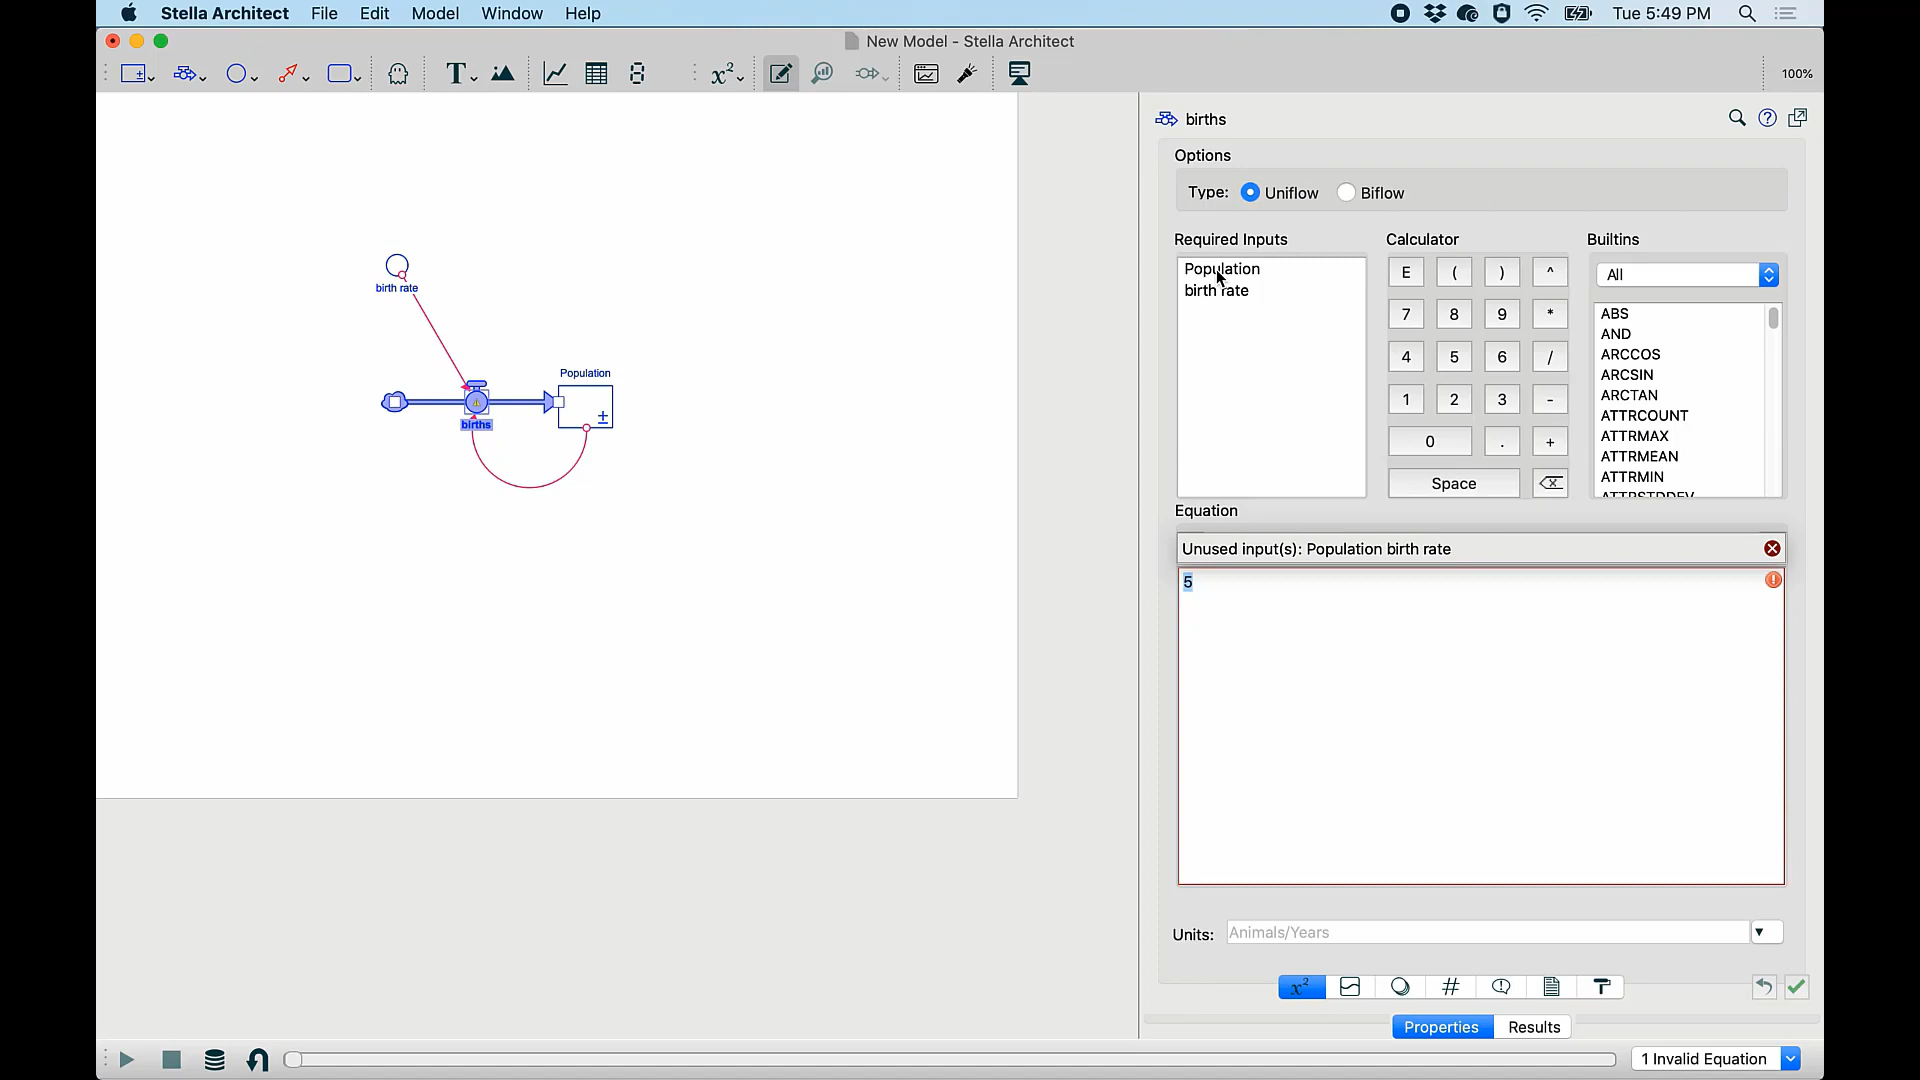 Stella Architect File Edit Model Window Help Tue 5:49 PM
New Model - Stella Architect
T x² 100%
births
Options
Type: Uniflow Biflow
Required Inputs Calculator Builtins
Population
birth rate
E ( ) ^
7 8 9 *
4 5 6 /
1 2 3 -
0 . +
Space
All
ABS
AND
ARCCOS
ARCSIN
ARCTAN
ATTRCOUNT
ATTRMAX
ATTRMEAN
ATTRMIN
ATTRSTDDEV
birth rate
Population
births
Equation
Unused input(s): Population birth rate
5
Units: Animals/Years
x² #
Properties Results
1 Invalid Equation